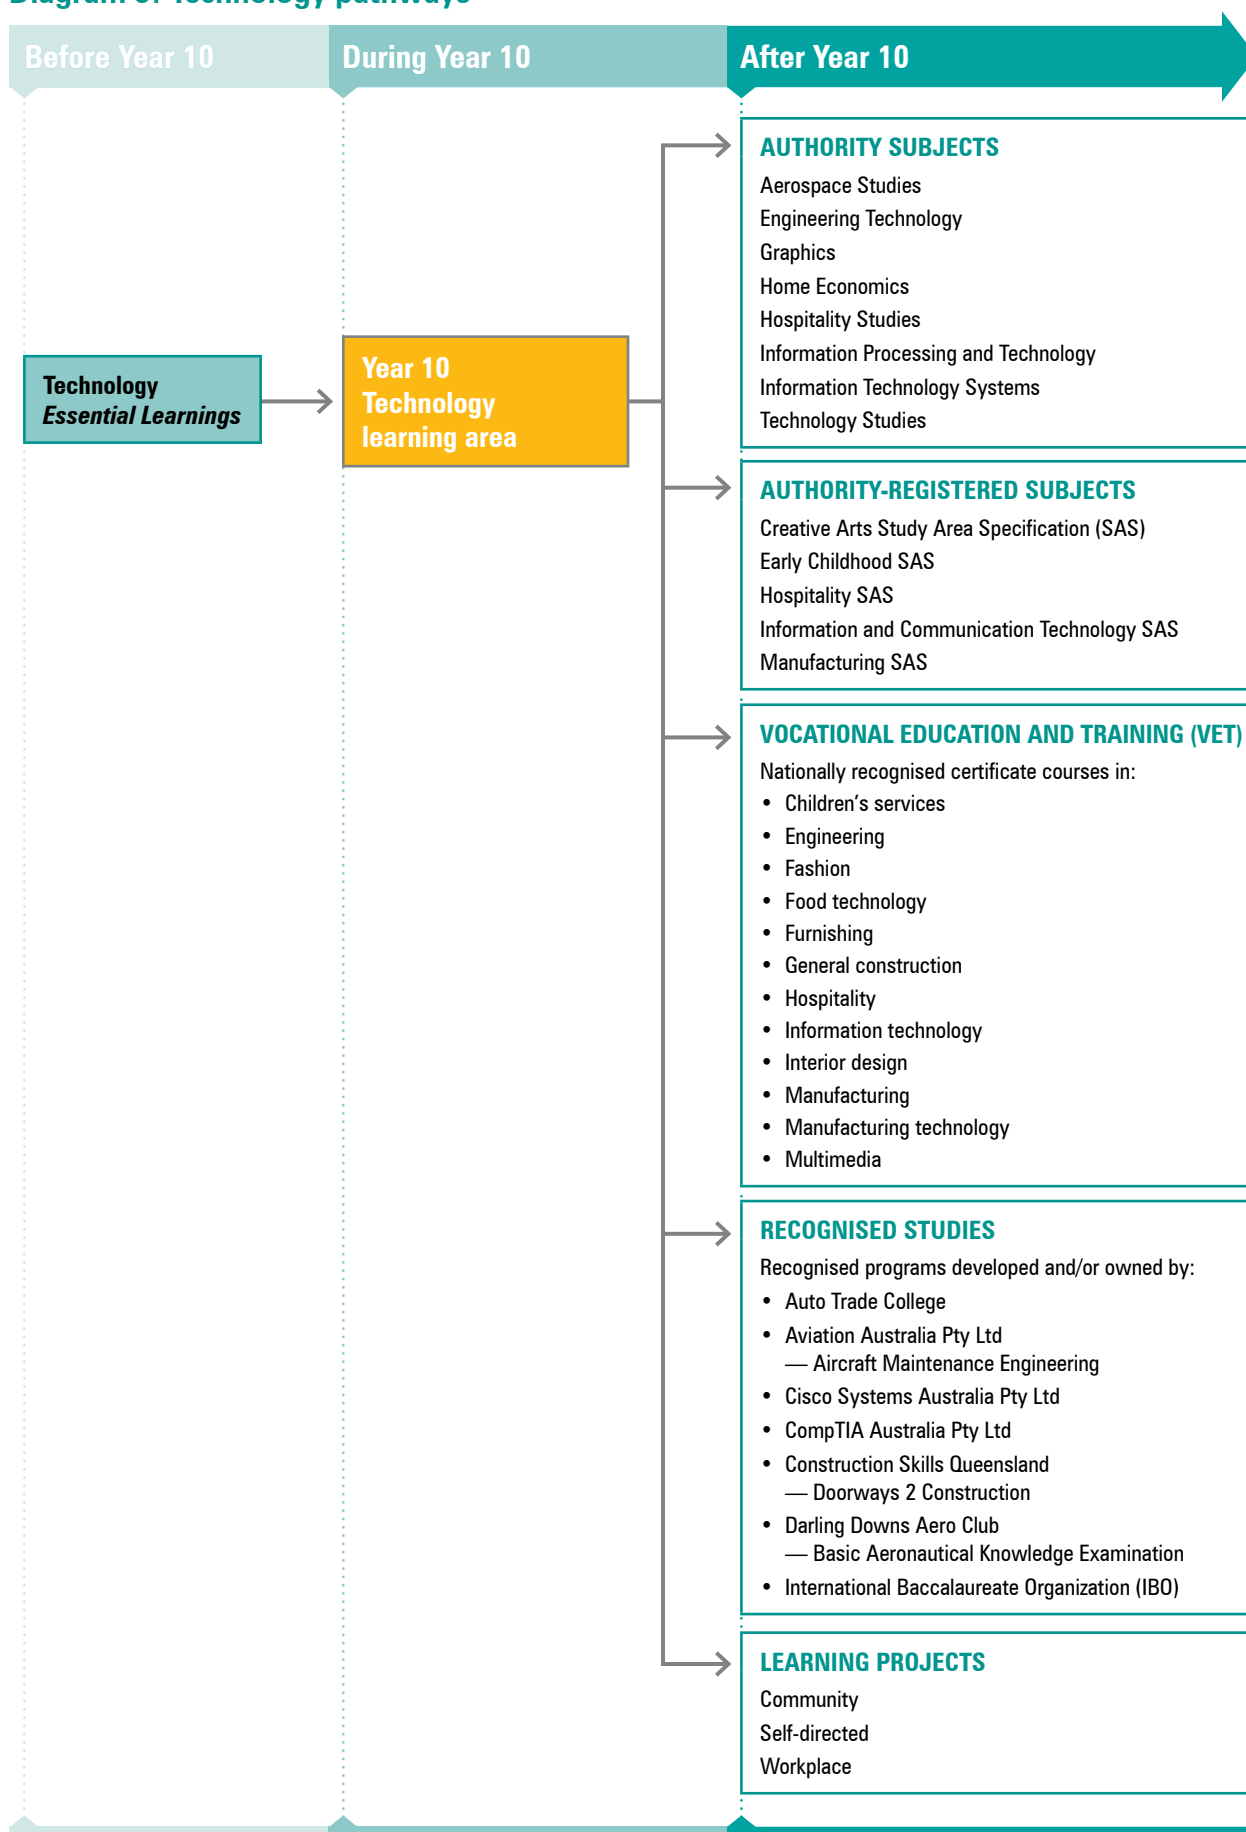 Diagram of Technology pathways
Before Year 10
During Year 10
After Year 10
Technology
Essential Learnings
Year 10
Technology
learning area
AUTHORITY SUBJECTS
Aerospace Studies
Engineering Technology
Graphics
Home Economics
Hospitality Studies
Information Processing and Technology
Information Technology Systems
Technology Studies
AUTHORITY-REGISTERED SUBJECTS
Creative Arts Study Area Specification (SAS)
Early Childhood SAS
Hospitality SAS
Information and Communication Technology SAS
Manufacturing SAS
VOCATIONAL EDUCATION AND TRAINING (VET)
Nationally recognised certificate courses in:
• Children’s services
• Engineering
• Fashion
• Food technology
• Furnishing
• General construction
• Hospitality
• Information technology
• Interior design
• Manufacturing
• Manufacturing technology
• Multimedia
RECOGNISED STUDIES
Recognised programs developed and/or owned by:
• Auto Trade College
• Aviation Australia Pty Ltd
— Aircraft Maintenance Engineering
• Cisco Systems Australia Pty Ltd
• CompTIA Australia Pty Ltd
• Construction Skills Queensland
— Doorways 2 Construction
• Darling Downs Aero Club
— Basic Aeronautical Knowledge Examination
• International Baccalaureate Organization (IBO)
LEARNING PROJECTS
Community
Self-directed
Workplace